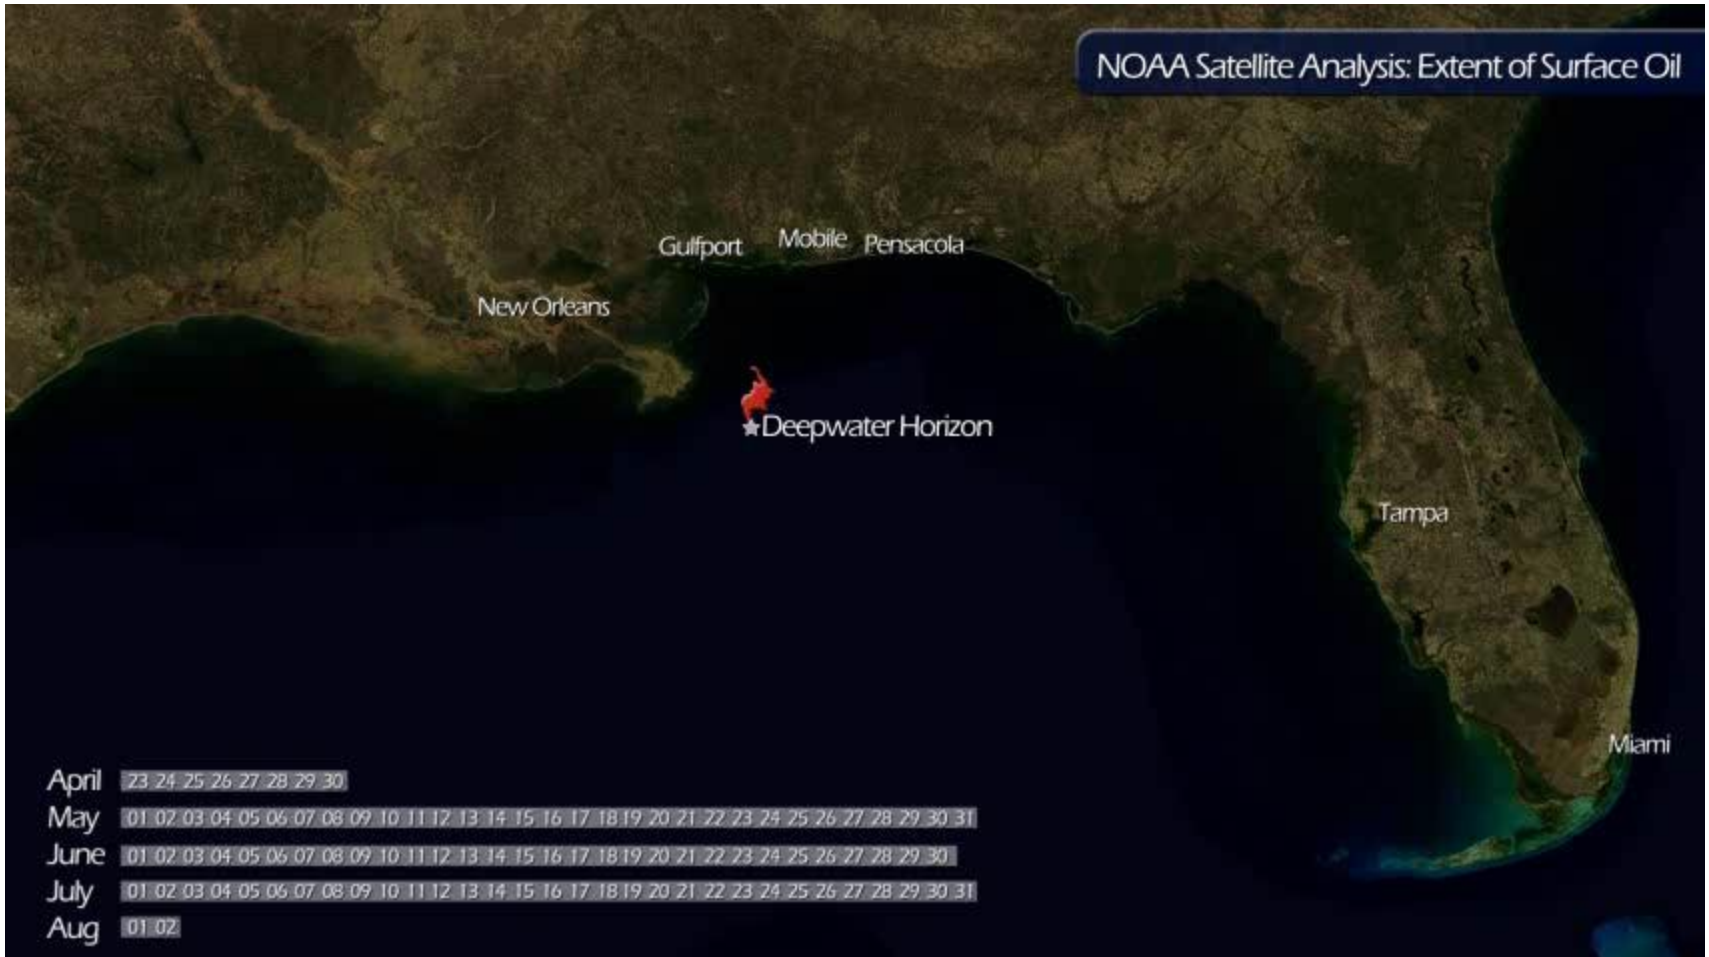 NOAA Satellite Analysis: Extent of Surface Oil
Gulfport
Mobile
Pensacola
New Orleans
Deepwater Horizon
Tampa
Miami
April 23 24 25 26 27 28 29 30
May 01 02 03 04 05 06 07 08 09 10 11 12 13 14 15 16 17 18 19 20 21 22 23 24 25 26 27 28 29 30 31
June 01 02 03 04 05 06 07 08 09 10 11 12 13 14 15 16 17 18 19 20 21 22 23 24 25 26 27 28 29 30
July 01 02 03 04 05 06 07 08 09 10 11 12 13 14 15 16 17 18 19 20 21 22 23 24 25 26 27 28 29 30 31
Aug 01 02